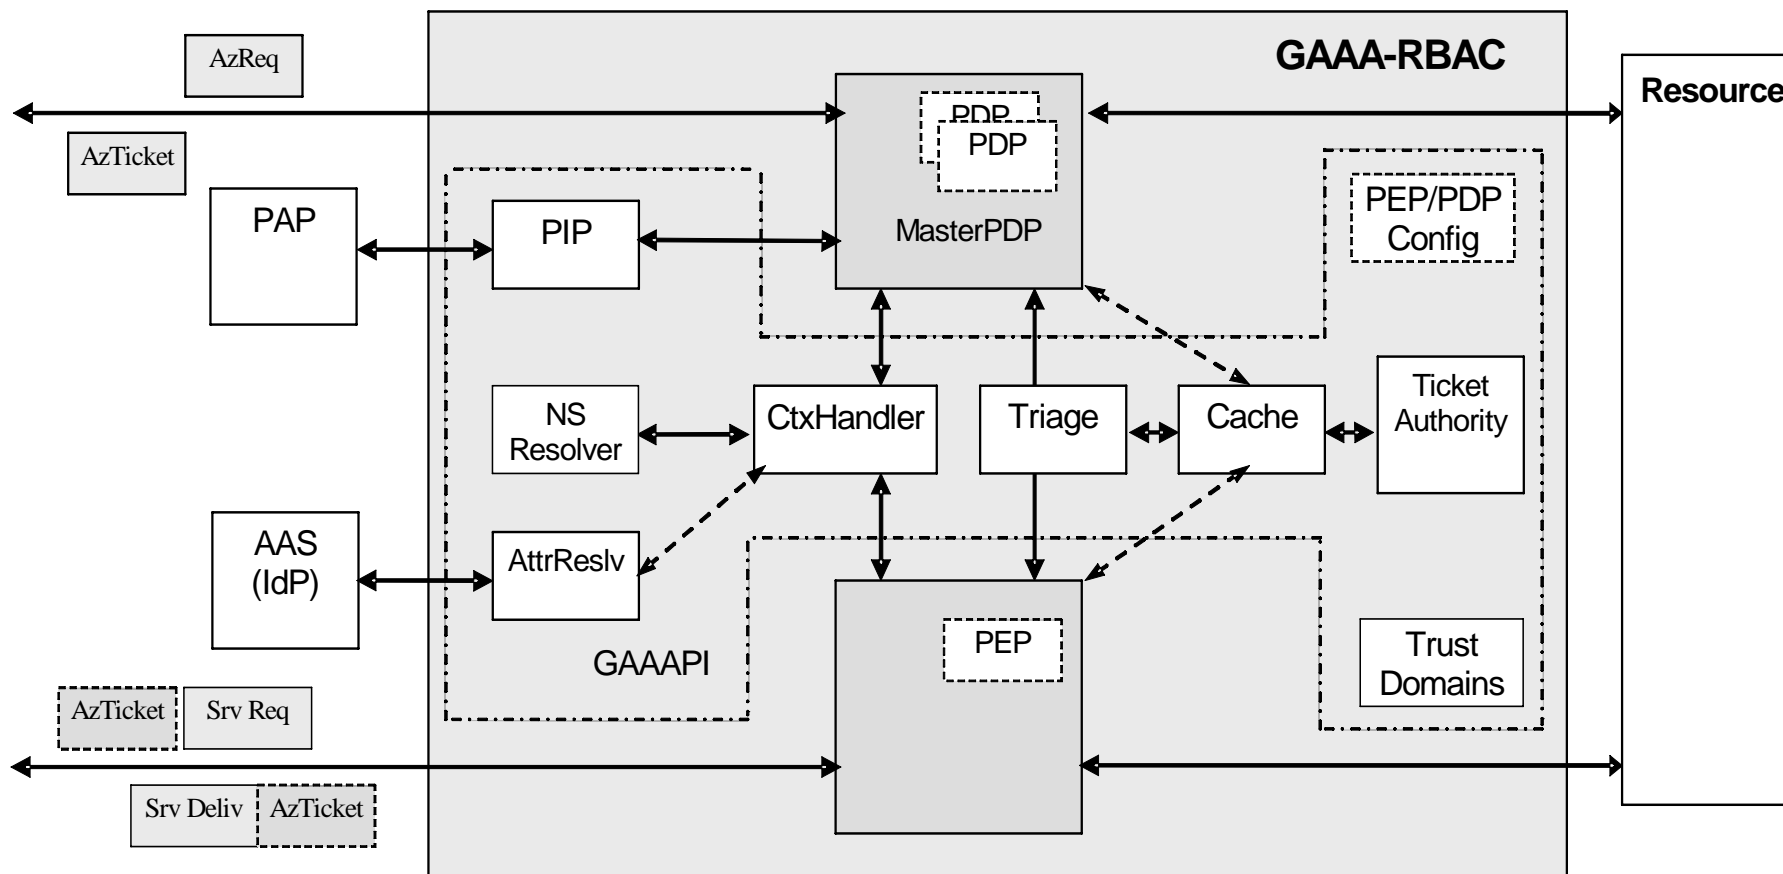 AzReq
GAAA-RBAC
Resource
PDP
PDP
AzTicket
PAP
PIP
MasterPDP
PEP/PDP
Config
NS
Resolver
CtxHandler
Triage
Cache
Ticket
Authority
AAS
(IdP)
AttrReslv
GAAAPI
PEP
Trust
Domains
AzTicket
Srv Req
Srv Deliv
AzTicket